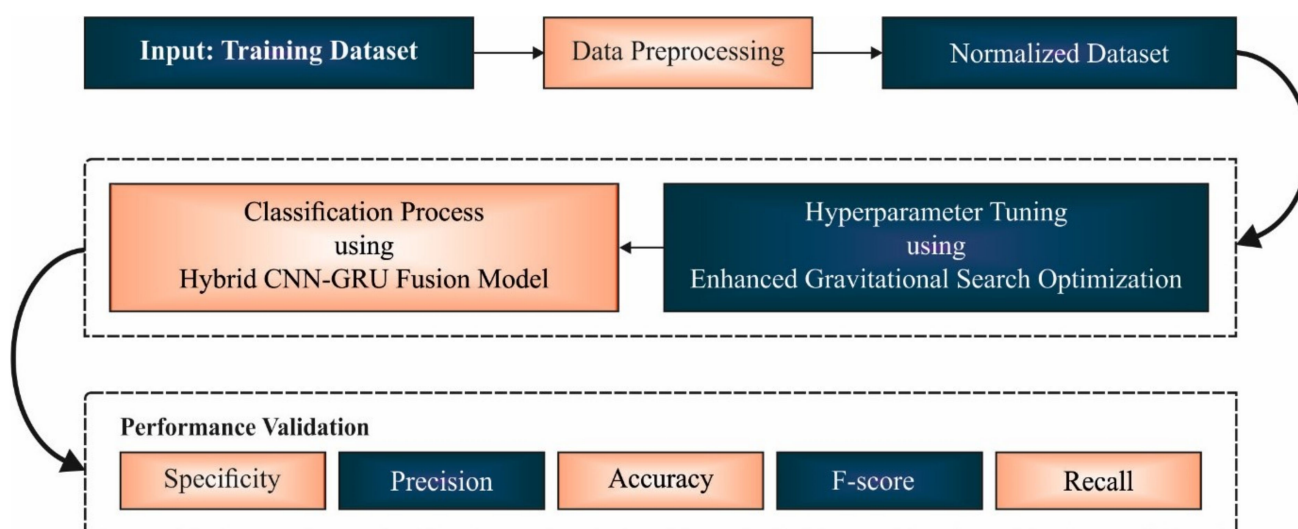 Input: Training Dataset
Data Preprocessing
Normalized Dataset
Classification Process
using
Hybrid CNN-GRU Fusion Model
Hyperparameter Tuning
using
Enhanced Gravitational Search Optimization
Performance Validation
Specificity
Precision
Accuracy
F-score
Recall